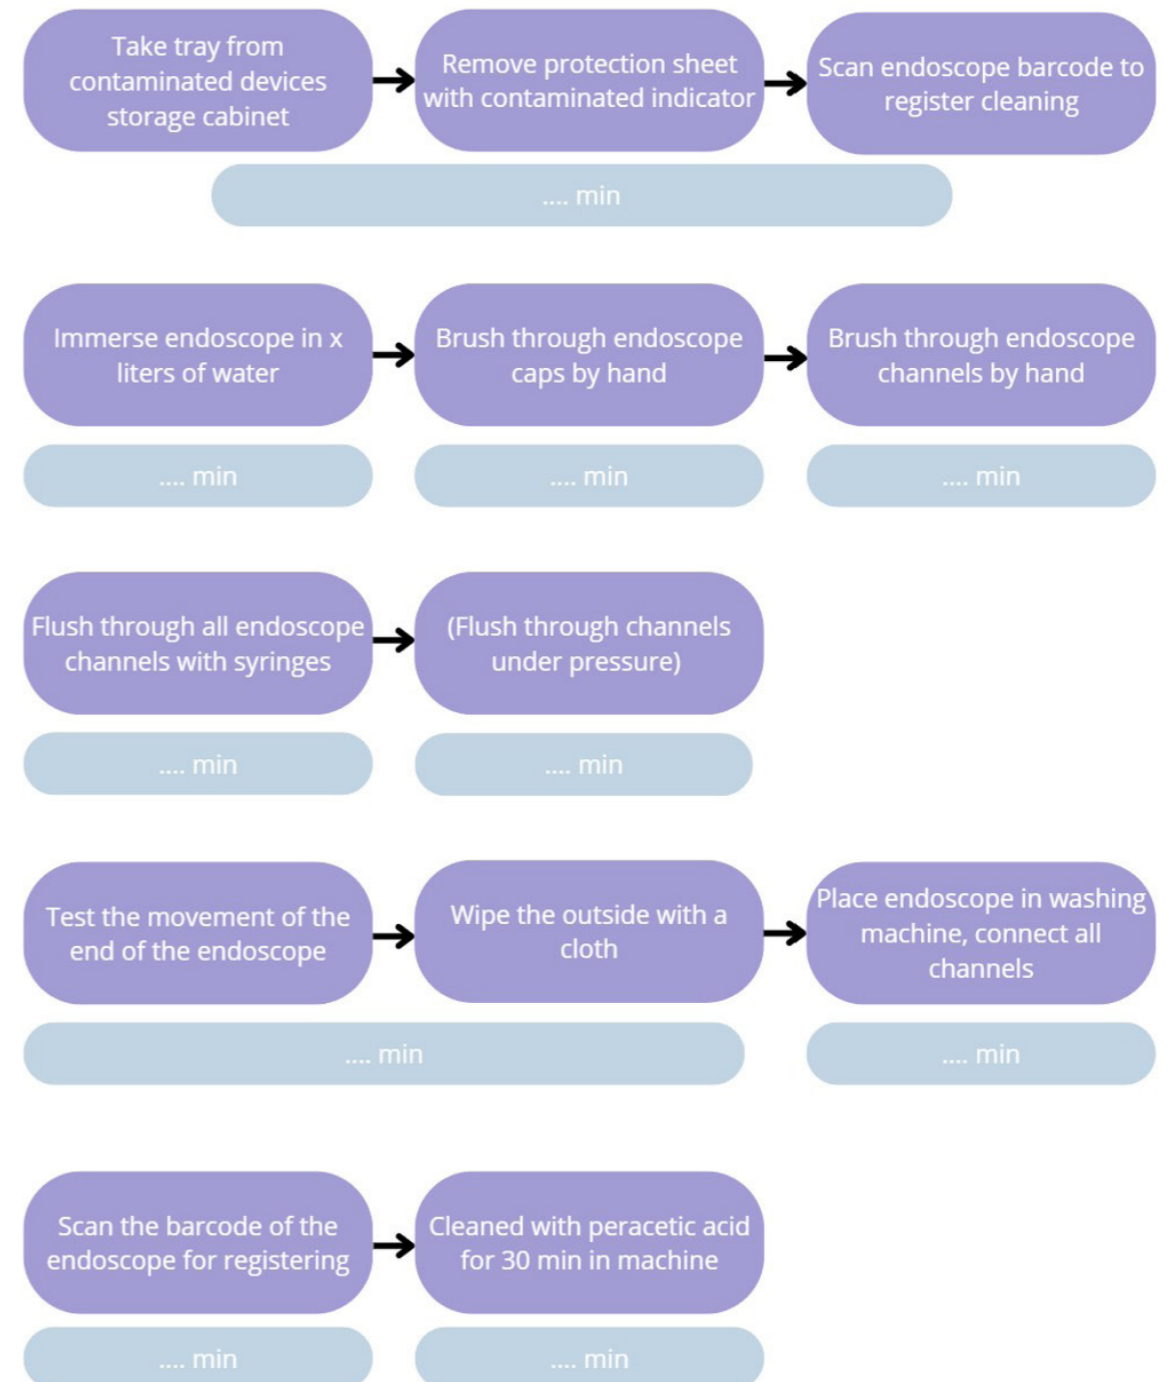 Take tray from
contaminated devices
storage cabinet
Remove protection sheet
with contaminated indicator
Scan endoscope barcode to
register cleaning
.... min
Immerse endoscope in x
liters of water
Brush through endoscope
caps by hand
Brush through endoscope
channels by hand
.... min
.... min
.... min
Flush through all endoscope
channels with syringes
(Flush through channels
under pressure)
.... min
.... min
Test the movement of the
end of the endoscope
Wipe the outside with a
cloth
Place endoscope in washing
machine, connect all
channels
.... min
.... min
Scan the barcode of the
endoscope for registering
Cleaned with peracetic acid
for 30 min in machine
.... min
.... min